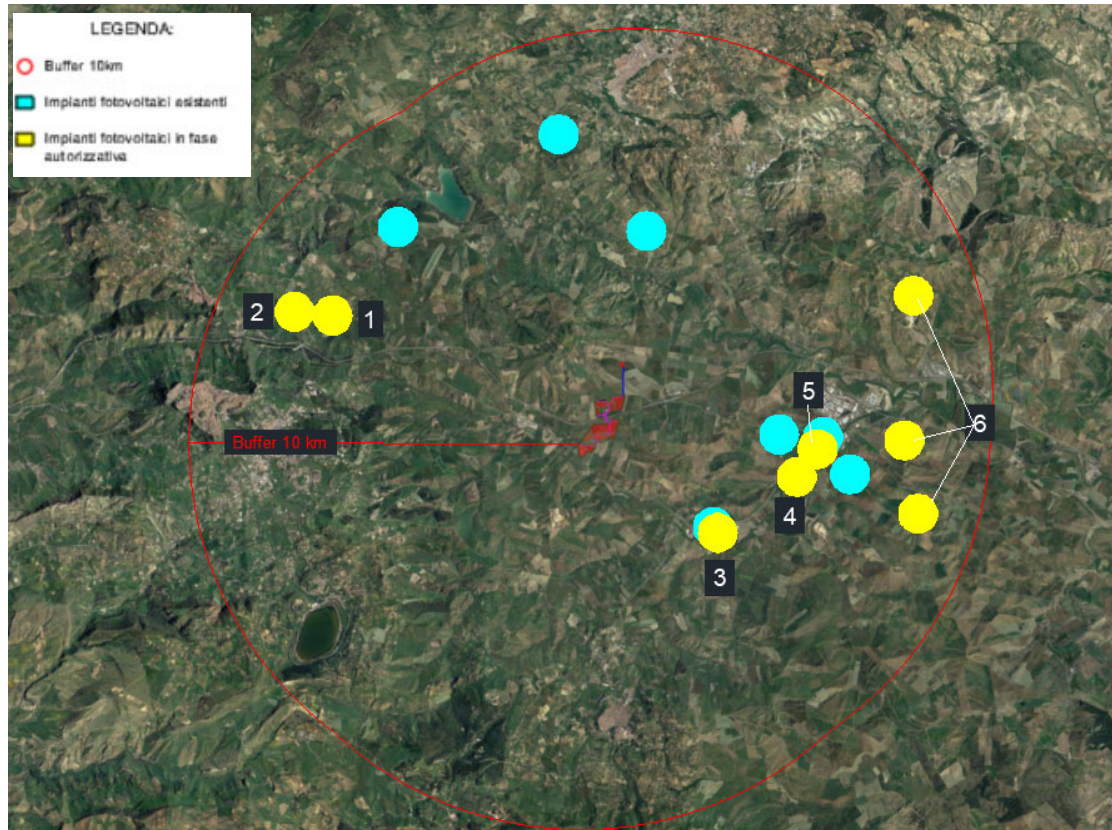 LEGENDA:
Buffer 10km
Impianti fotovoltaici esistenti
Impianti fotovoltaici in fase
autorizzativa
2
1
5
6
Buffer 10 km
4
3